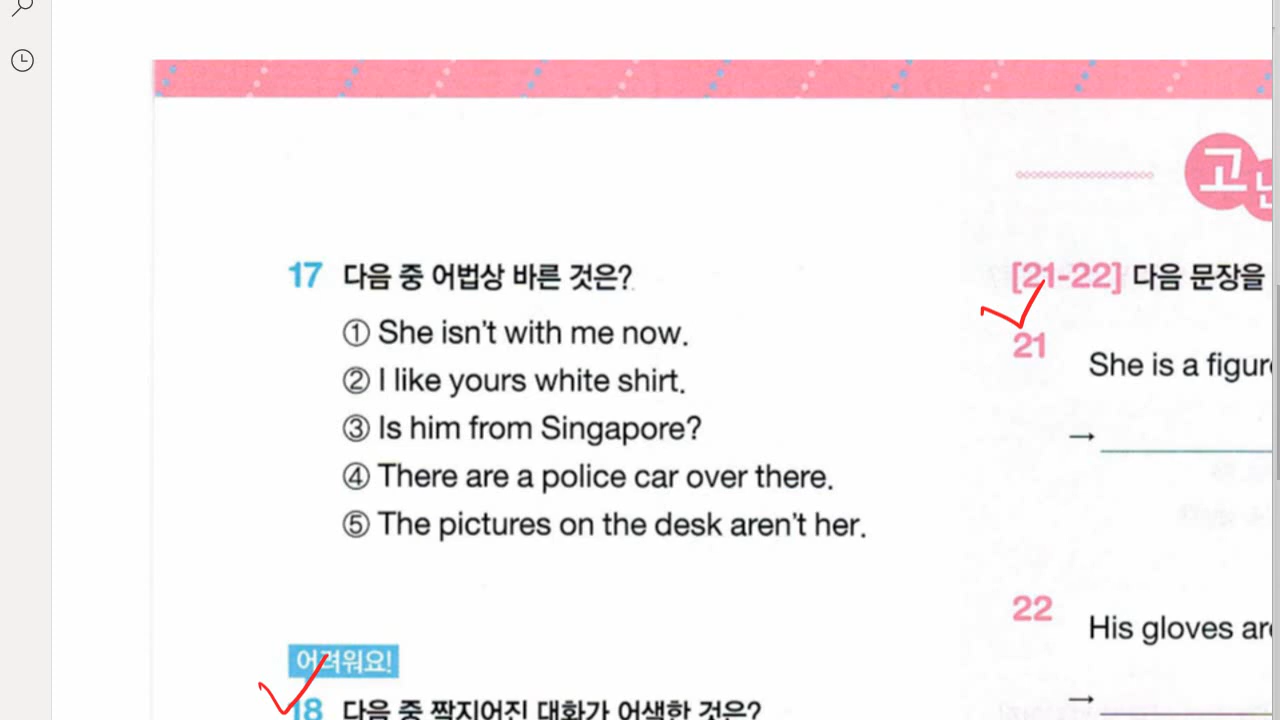 17 다음 중 어법상 바른 것은?
① She isn't with me now.
② I like yours white shirt.
③ Is him from Singapore?
④ There are a police car over there.
⑤ The pictures on the desk aren't her.
어려워요!
18 다음 중 짝지어진 대화가 어색한 것은?
고
[21-22] 다음 문장을
21 She is a
→
22 His gloves
→